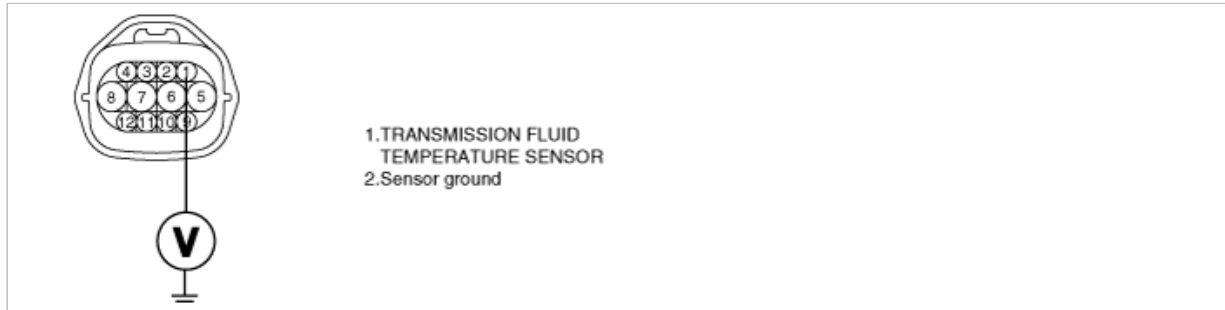 4 3 2 1
8 7 6 5
12 11 10 9
1.TRANSMISSION FLUID
TEMPERATURE SENSOR
2.Sensor ground
V